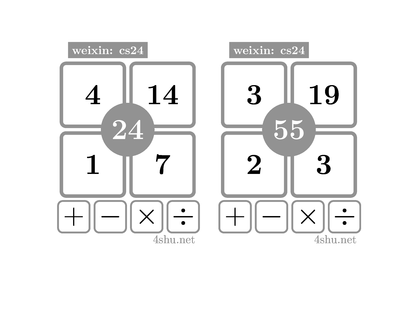 weixin: cs24
4 14
24
1 7
+ − × ÷
4shu.net
weixin: cs24
3 19
55
2 3
+ − × ÷
4shu.net